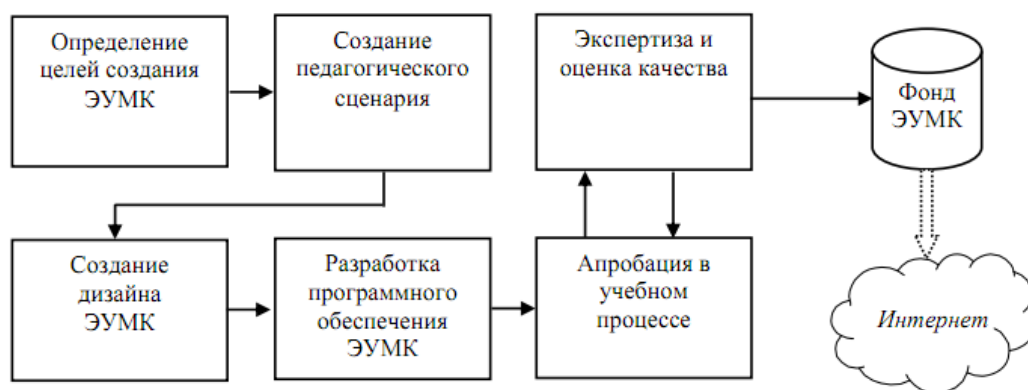 Определение
целей создания
ЭУМК
Создание
педагогического
сценария
Экспертиза и
оценка качества
Фонд
ЭУМК
Создание
дизайна
ЭУМК
Разработка
программного
обеспечения
ЭУМК
Апробация в
учебном
процессе
Интернет